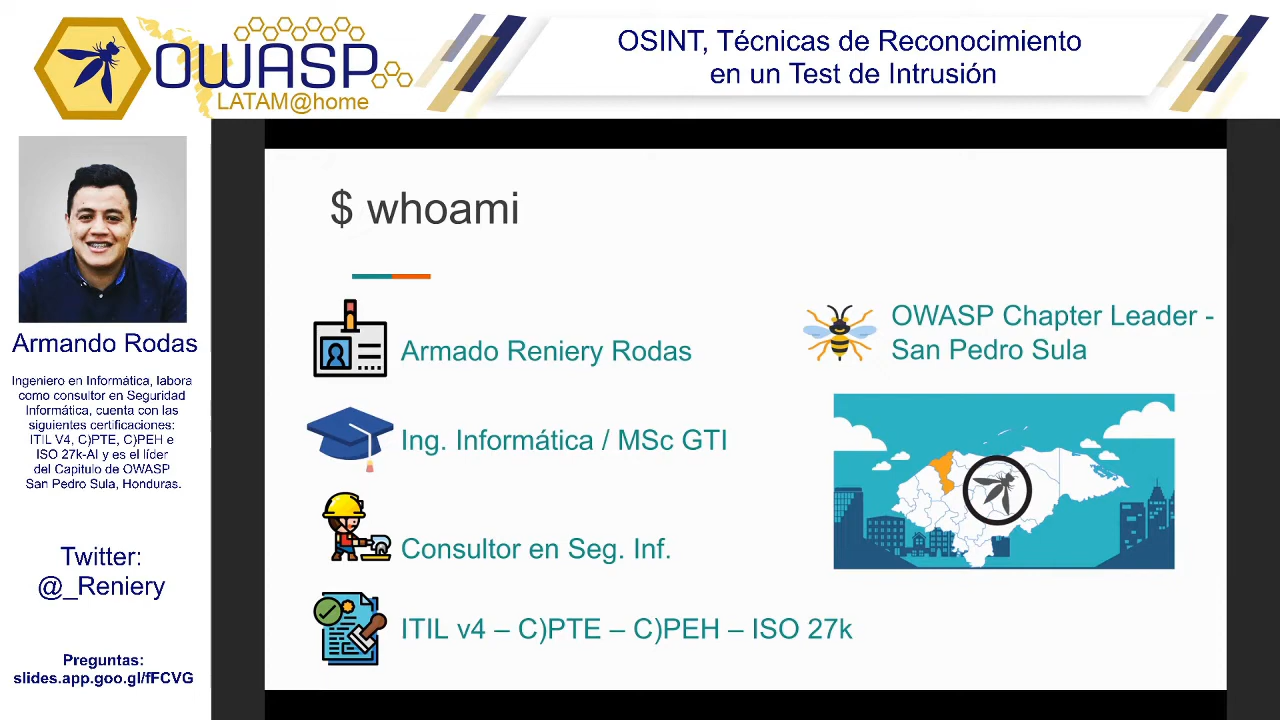 OWASP
LATAM@home
OSINT, Técnicas de Reconocimiento
en un Test de Intrusión
Armando Rodas
Ingeniero en Informática, labora
como consultor en Seguridad
Informática, cuenta con las
siguientes certificaciones:
ITIL V4, C)PTE, C)PEH e
ISO 27k-AI y es el líder
del Capitulo de OWASP
San Pedro Sula, Honduras.
Twitter:
@_Reniery
Preguntas:
slides.app.goo.gl/fFCVG
$ whoami
Armado Reniery Rodas
Ing. Informática / MSc GTI
Consultor en Seg. Inf.
ITIL v4 – C)PTE – C)PEH – ISO 27k
OWASP Chapter Leader -
San Pedro Sula